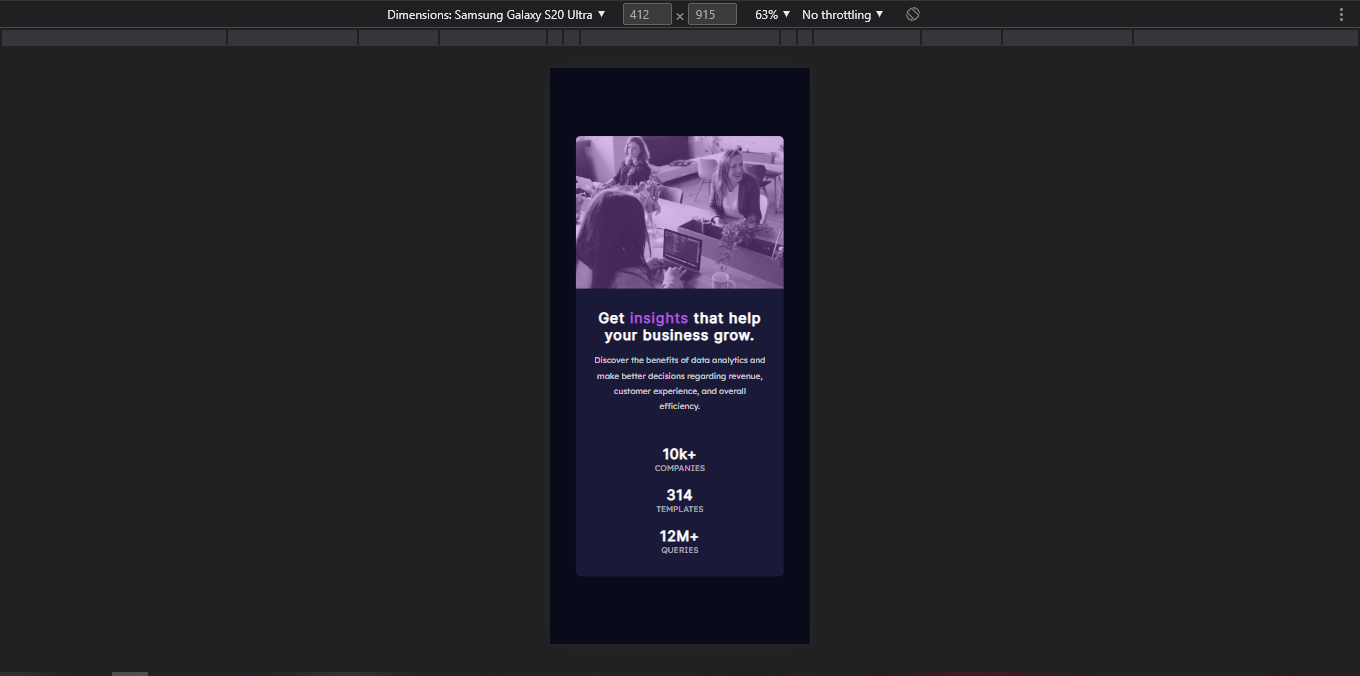 Dimensions: Samsung Galaxy S20 Ultra ▼ 412 × 915 63% ▼ No throttling ▼
Get insights that help
your business grow.
Discover the benefits of data analytics and
make better decisions regarding revenue,
customer experience, and overall
efficiency.
10k+
COMPANIES
314
TEMPLATES
12M+
QUERIES